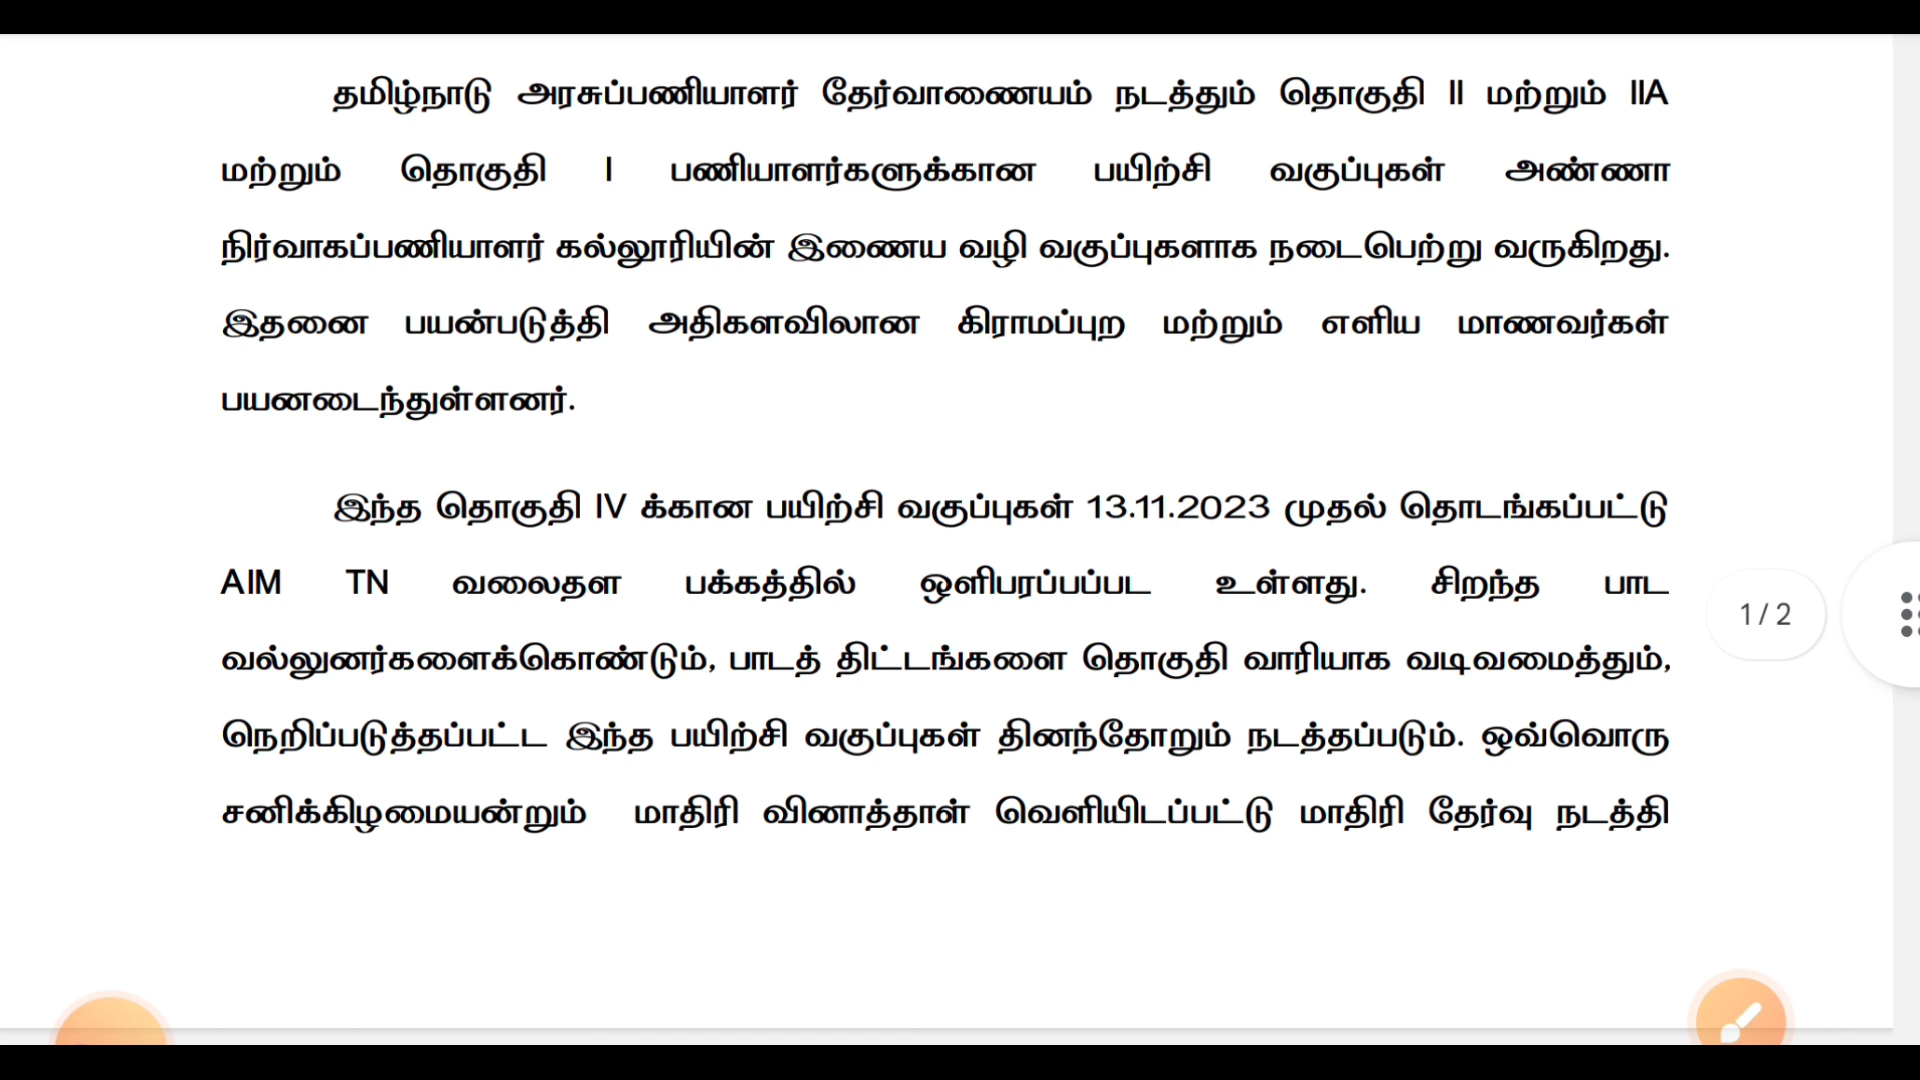 தமிழ்நாடு அரசுப்பணியாளர் தேர்வாணையம் நடத்தும் தொகுதி II மற்றும் IIA
மற்றும் தொகுதி I பணியாளர்களுக்கான பயிற்சி வகுப்புகள் அண்ணா
நிர்வாகப்பணியாளர் கல்லூரியின் இணைய வழி வகுப்புகளாக நடைபெற்று வருகிறது.
இதனை பயன்படுத்தி அதிகளவிலான கிராமப்புற மற்றும் எளிய மாணவர்கள்
பயனடைந்துள்ளனர்.
இந்த தொகுதி IV க்கான பயிற்சி வகுப்புகள் 13.11.2023 முதல் தொடங்கப்பட்டு
AIM TN வலைதள பக்கத்தில் ஒளிபரப்பப்பட உள்ளது. சிறந்த பாட
வல்லுனர்களைக்கொண்டும், பாடத் திட்டங்களை தொகுதி வாரியாக வடிவமைத்தும்,
நெறிப்படுத்தப்பட்ட இந்த பயிற்சி வகுப்புகள் தினந்தோறும் நடத்தப்படும். ஒவ்வொரு
சனிக்கிழமையன்றும் மாதிரி வினாத்தாள் வெளியிடப்பட்டு மாதிரி தேர்வு நடத்தி
1 / 2